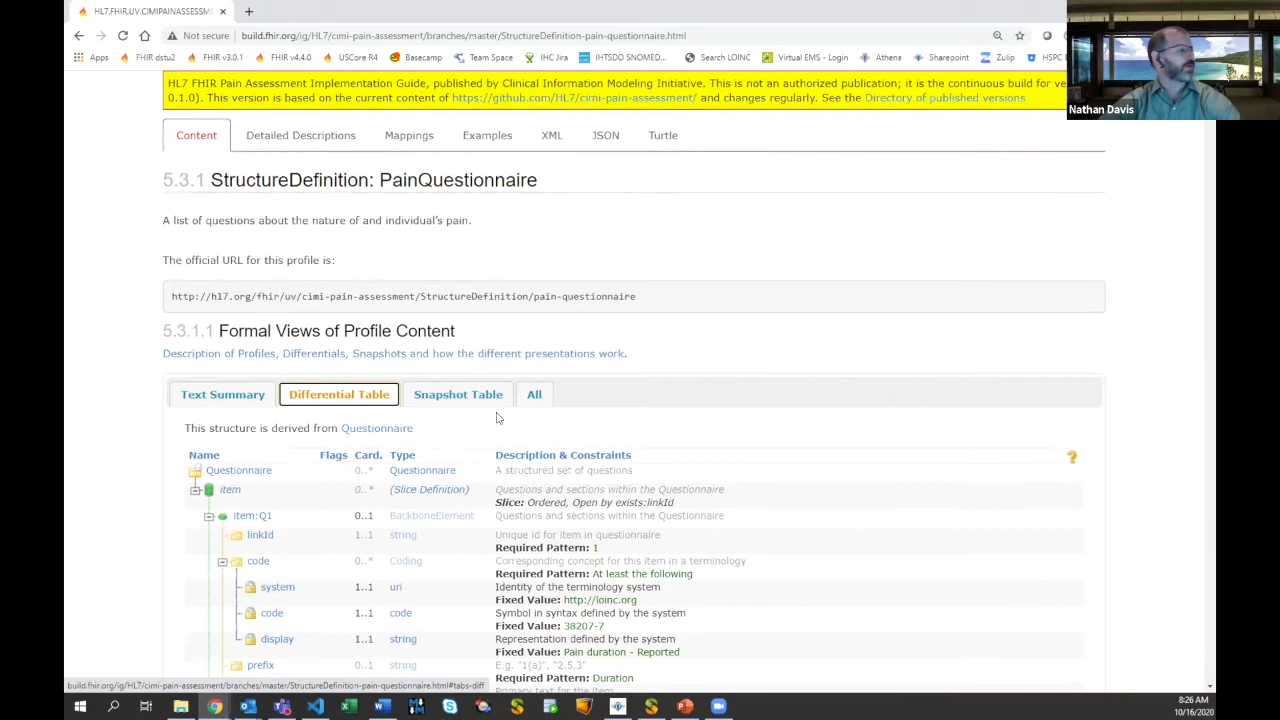 HL7.FHIR.UV.CIMIPAINASSESSM
Not secure
build.fhir.org/ig/HL7/cimi-pain-assessment/branches/master/StructureDefinition-pain-questionnaire.html
Apps
FHIR dstu2
FHIR v3.0.1
FHIR v4.4.0
USCore R4
Basecamp
Team Space
IHC Jira
IHTSDO SNOMED...
Search LOINC
Virtual EMS - Login
Athena
Sharepoint
Zulip
HSPC
Nathan Davis
HL7 FHIR Pain Assessment Implementation Guide, published by Clinical Information Modeling Initiative. This is not an authorized publication; it is the continuous build for ve
0.1.0). This version is based on the current content of https://github.com/HL7/cimi-pain-assessment/ and changes regularly. See the Directory of published versions
Content
Detailed Descriptions
Mappings
Examples
XML
JSON
Turtle
5.3.1 StructureDefinition: PainQuestionnaire
A list of questions about the nature of and individual's pain.
The official URL for this profile is:
http://hl7.org/fhir/uv/cimi-pain-assessment/StructureDefinition/pain-questionnaire
5.3.1.1 Formal Views of Profile Content
Description of Profiles, Differentials, Snapshots and how the different presentations work.
Text Summary
Differential Table
Snapshot Table
All
This structure is derived from Questionnaire
Name Flags Card. Type Description & Constraints ?
Questionnaire 0..* Questionnaire A structured set of questions
item 0..* (Slice Definition) Questions and sections within the Questionnaire
Slice: Ordered, Open by exists:linkId
item:Q1 0..1 BackboneElement Questions and sections within the Questionnaire
linkId 1..1 string Unique id for item in questionnaire
Required Pattern: 1
code 0..* Coding Corresponding concept for this item in a terminology
Required Pattern: At least the following
system 1..1 uri Identity of the terminology system
Fixed Value: http://loinc.org
code 1..1 code Symbol in syntax defined by the system
Fixed Value: 38207-7
display 1..1 string Representation defined by the system
Fixed Value: Pain duration - Reported
prefix 0..1 string E.g. "1(a)", "2.5.3"
Required Pattern: Duration
Primary text for the item
build.fhir.org/ig/HL7/cimi-pain-assessment/branches/master/StructureDefinition-pain-questionnaire.html#tabs-diff
8:26 AM
10/16/2020